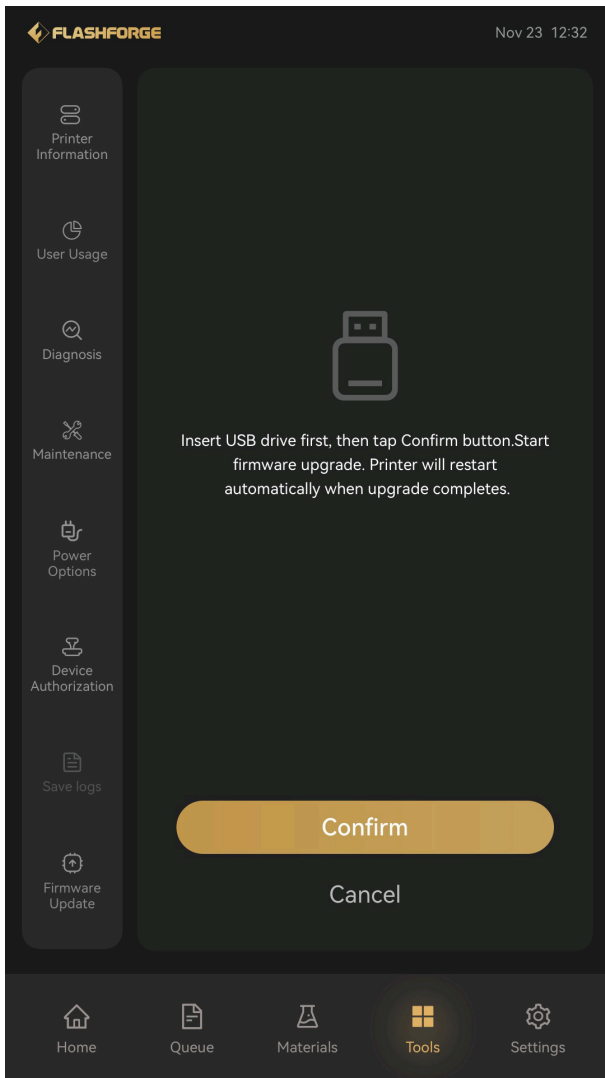 FLASHFORGE
Nov 23 12:32
Printer
Information
User Usage
Diagnosis
Maintenance
Power
Options
Device
Authorization
Save logs
Firmware
Update
Insert USB drive first, then tap Confirm button.Start
firmware upgrade. Printer will restart
automatically when upgrade completes.
Confirm
Cancel
Home
Queue
Materials
Tools
Settings